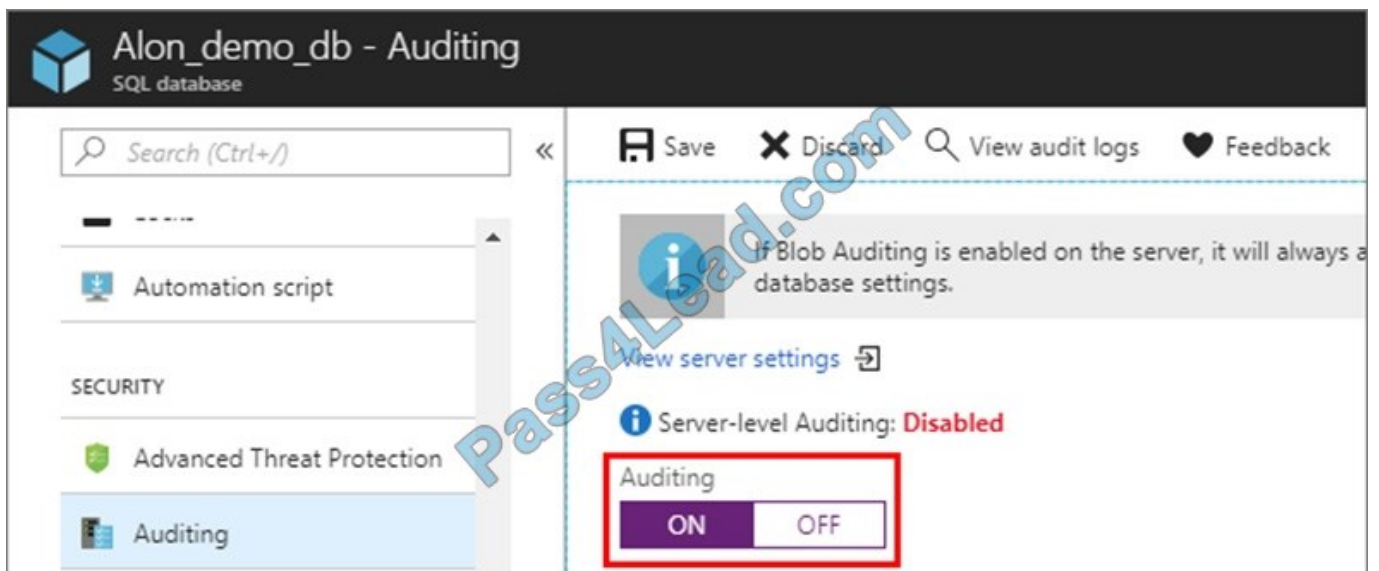 Alon_demo_db - Auditing
SQL database
Search (Ctrl+/)
«
Save
Discard
View audit logs
Feedback
Automation script
SECURITY
Advanced Threat Protection
Auditing
If Blob Auditing is enabled on the server, it will always a
database settings.
View server settings
Server-level Auditing: Disabled
Auditing
ON OFF
Pass4Lead.com